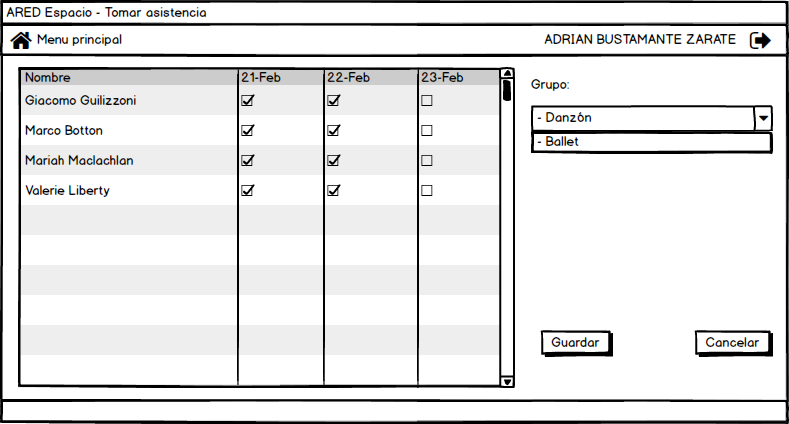 ARED Espacio - Tomar asistencia
Menu principal ADRIAN BUSTAMANTE ZARATE
Nombre 21-Feb 22-Feb 23-Feb
Giacomo Guilizzoni
Marco Botton
Mariah Maclachlan
Valerie Liberty
Grupo:
- Danzón
- Ballet
Guardar Cancelar